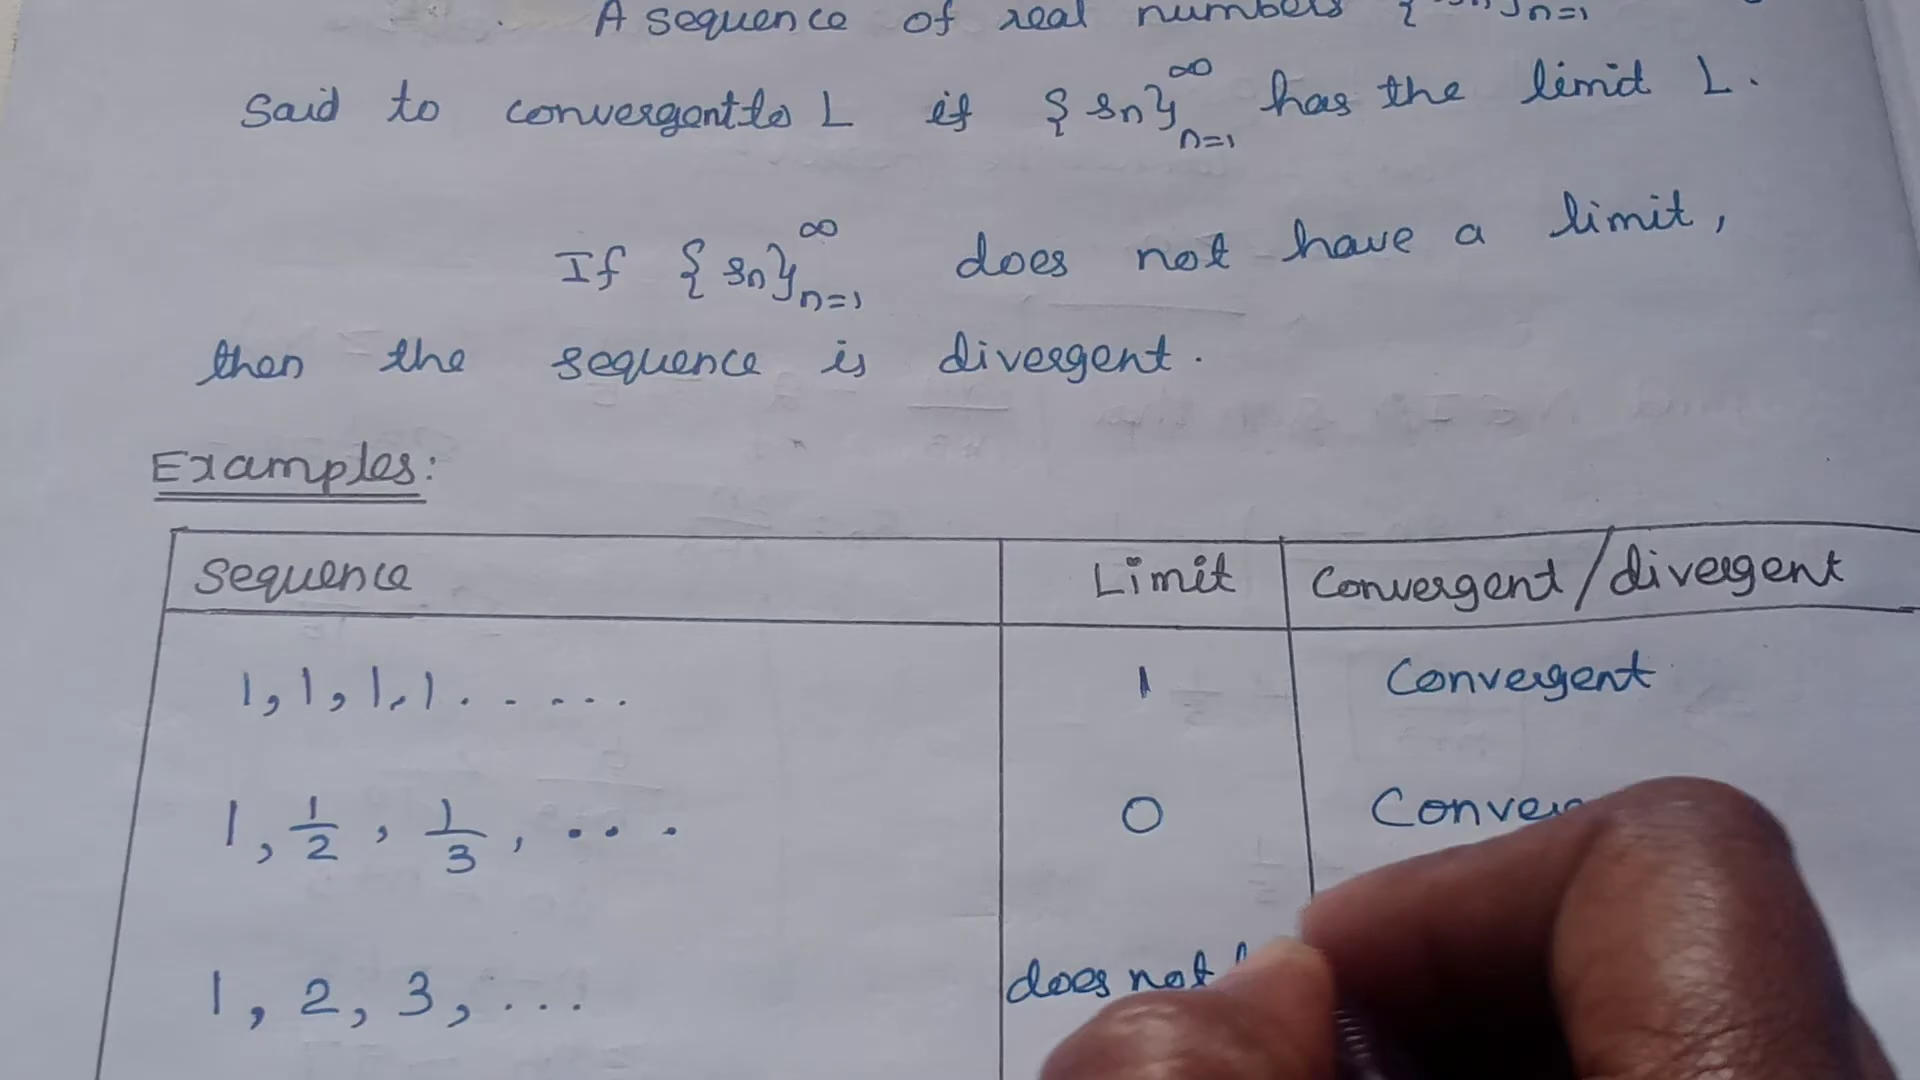 A sequence of real numbers { }n=1
said to convergent to L if {sn}∞n=1 has the limit L.
If {sn}∞n=1 does not have a limit,
then the sequence is divergent.
Examples:
Sequence Limit Convergent/divergent
1, 1, 1, 1 . . . . . . 1 Convergent
1, 1/2, 1/3, ... 0
1, 2, 3, ... does not